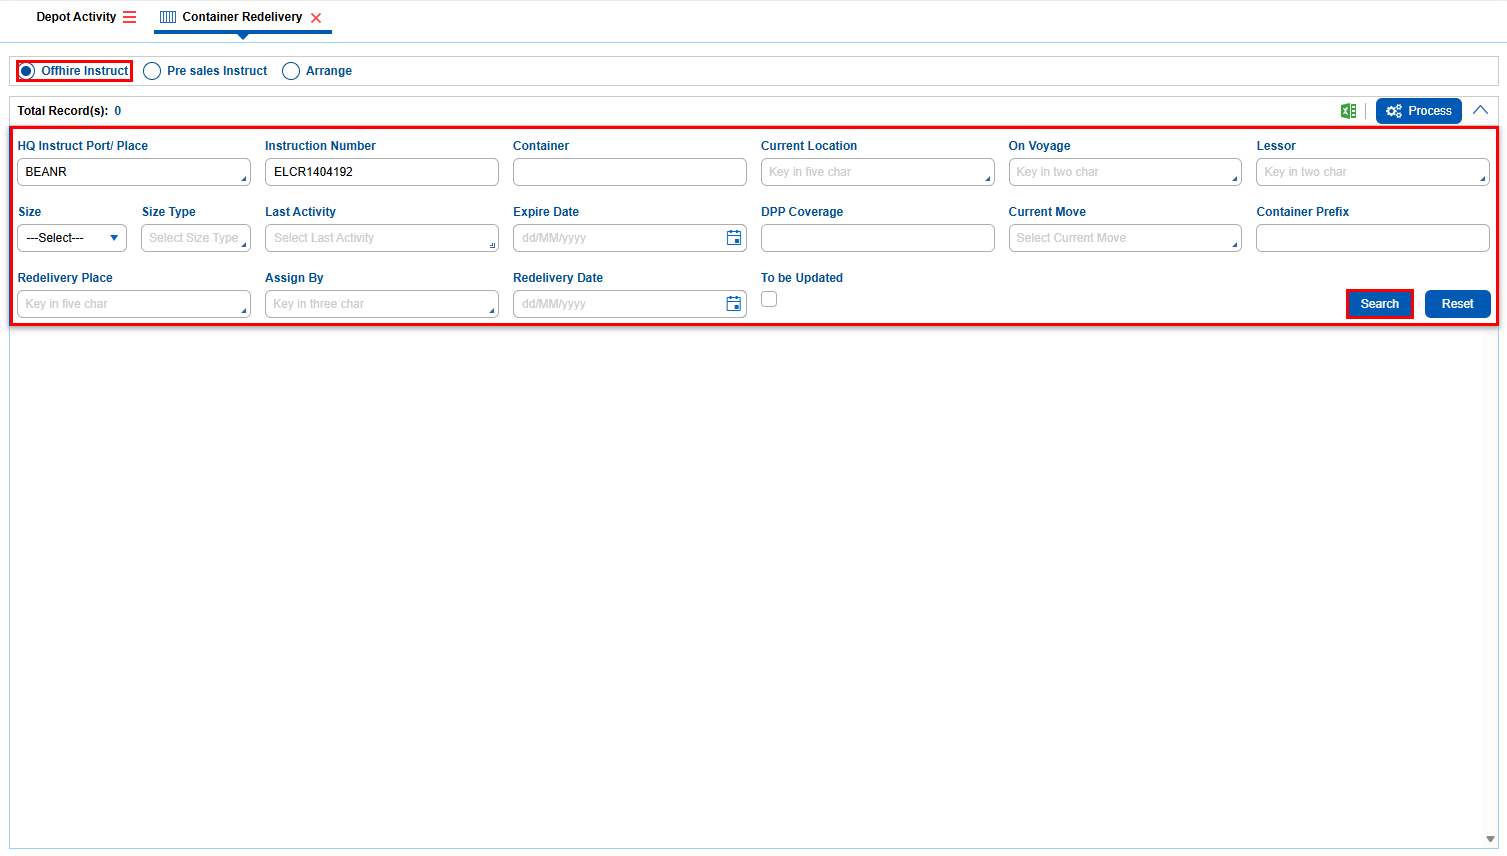 Depot Activity Container Redelivery
Offhire Instruct Pre sales Instruct Arrange
Total Record(s): 0 Process
HQ Instruct Port/ Place Instruction Number Container Current Location On Voyage Lessor
BEANR ELCR1404192 Key in five char Key in two char Key in two char
Size Size Type Last Activity Expire Date DPP Coverage Current Move Container Prefix
---Select--- Select Size Type Select Last Activity dd/MM/yyyy Select Current Move
Redelivery Place Assign By Redelivery Date To be Updated
Key in five char Key in three char dd/MM/yyyy Search Reset